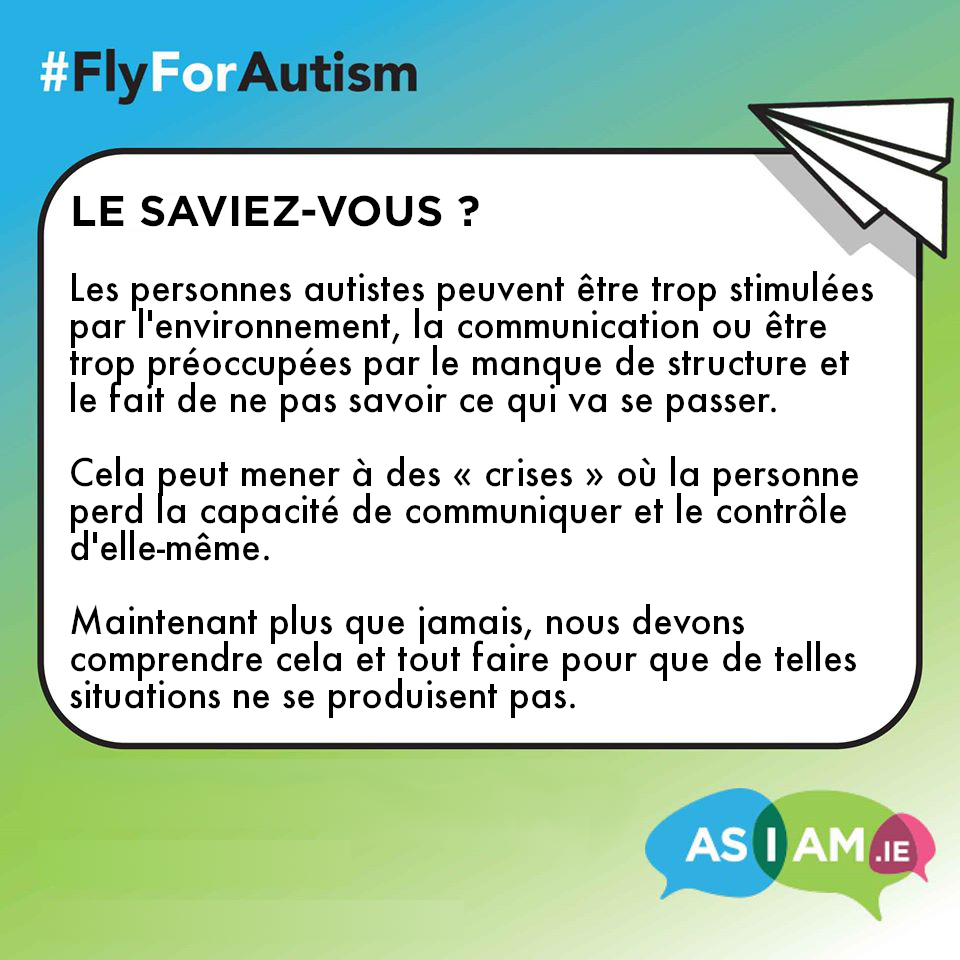 #FlyForAutism
LE SAVIEZ-VOUS ?
Les personnes autistes peuvent être trop stimulées
par l'environnement, la communication ou être
trop préoccupées par le manque de structure et
le fait de ne pas savoir ce qui va se passer.
Cela peut mener à des « crises » où la personne
perd la capacité de communiquer et le contrôle
d'elle-même.
Maintenant plus que jamais, nous devons
comprendre cela et tout faire pour que de telles
situations ne se produisent pas.
AS I AM .IE